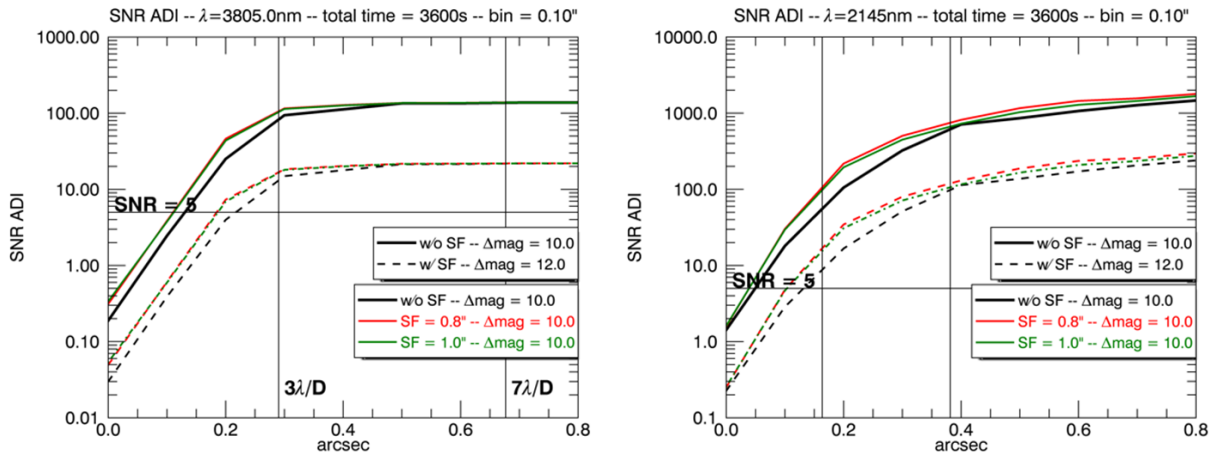 SNR ADI -- λ=3805.0nm -- total time = 3600s -- bin = 0.10"
1000.00
100.00
10.00
1.00
0.10
0.01
SNR ADI
SNR = 5
w/o SF -- Δmag = 10.0
w/ SF -- Δmag = 12.0
w/o SF -- Δmag = 10.0
SF = 0.8" -- Δmag = 10.0
SF = 1.0" -- Δmag = 10.0
3λ/D
7λ/D
0.0 0.2 0.4 0.6 0.8
arcsec
SNR ADI -- λ=2145nm -- total time = 3600s -- bin = 0.10"
10000.0
1000.0
100.0
10.0
1.0
0.1
SNR ADI
SNR = 5
w/o SF -- Δmag = 10.0
w/ SF -- Δmag = 12.0
w/o SF -- Δmag = 10.0
SF = 0.8" -- Δmag = 10.0
SF = 1.0" -- Δmag = 10.0
0.0 0.2 0.4 0.6 0.8
arcsec